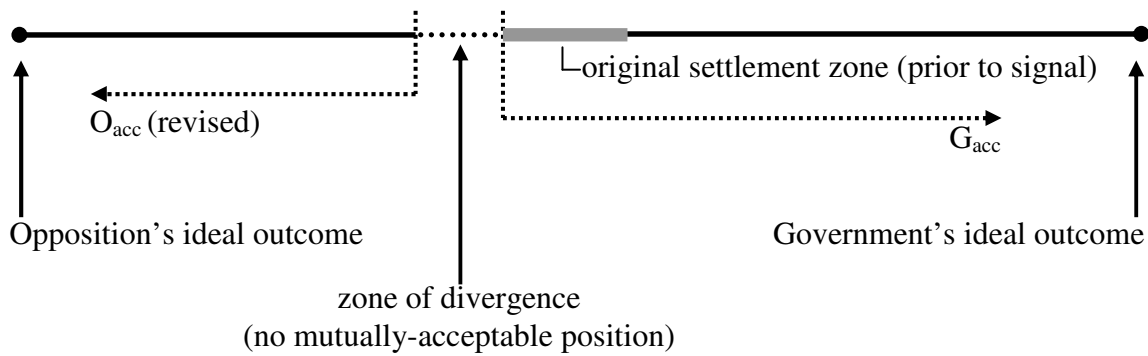 original settlement zone (prior to signal)
O_acc (revised)
G_acc
Opposition’s ideal outcome
Government’s ideal outcome
zone of divergence
(no mutually-acceptable position)